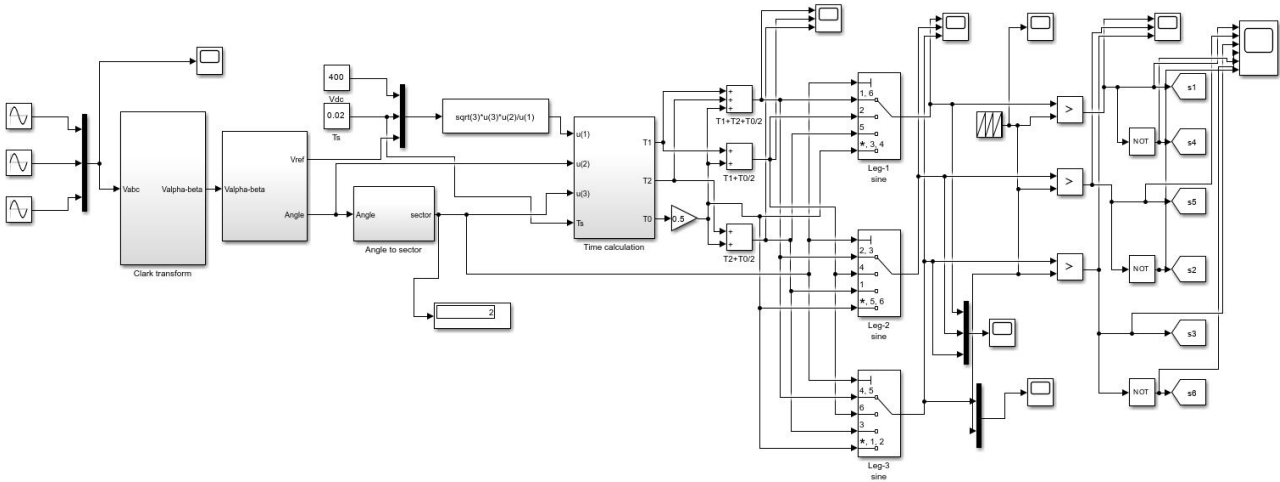 400
Vdc
0.02
Ts
sqrt(3)*u(3)*u(2)/u(1)
Vabc
Valpha-beta
Clark transform
Valpha-beta
Vref
Angle
Angle
sector
Angle to sector
2
u(1)
u(2)
u(3)
Ts
T1
T2
T0
Time calculation
0.5
+
+
+
T1+T2+T0/2
+
+
T1+T0/2
+
+
T2+T0/2
1, 6
2
5
*, 3, 4
Leg-1
sine
2, 3
4
1
*, 5, 6
Leg-2
sine
4, 5
6
3
*, 1, 2
Leg-3
sine
>
>
>
NOT
NOT
NOT
s1
s4
s5
s2
s3
s6